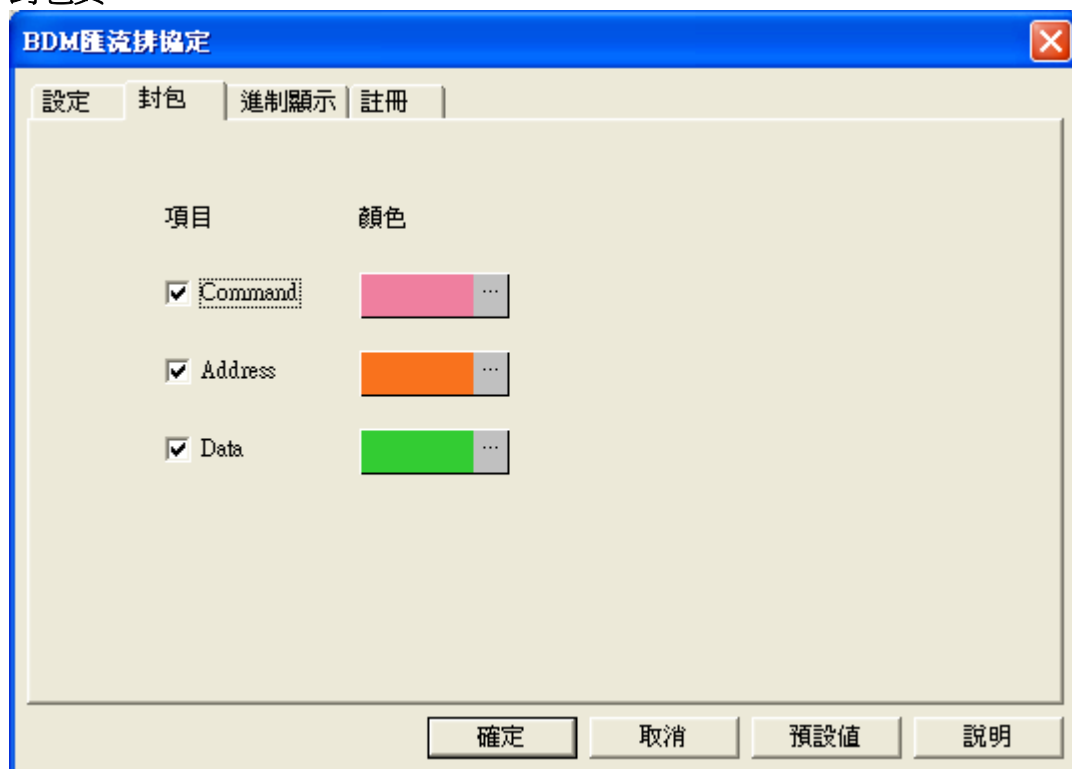 BDM匯流排協定
設定 封包 進制顯示 註冊
項目 顏色
Command ...
Address ...
Data ...
確定 取消 預設值 說明